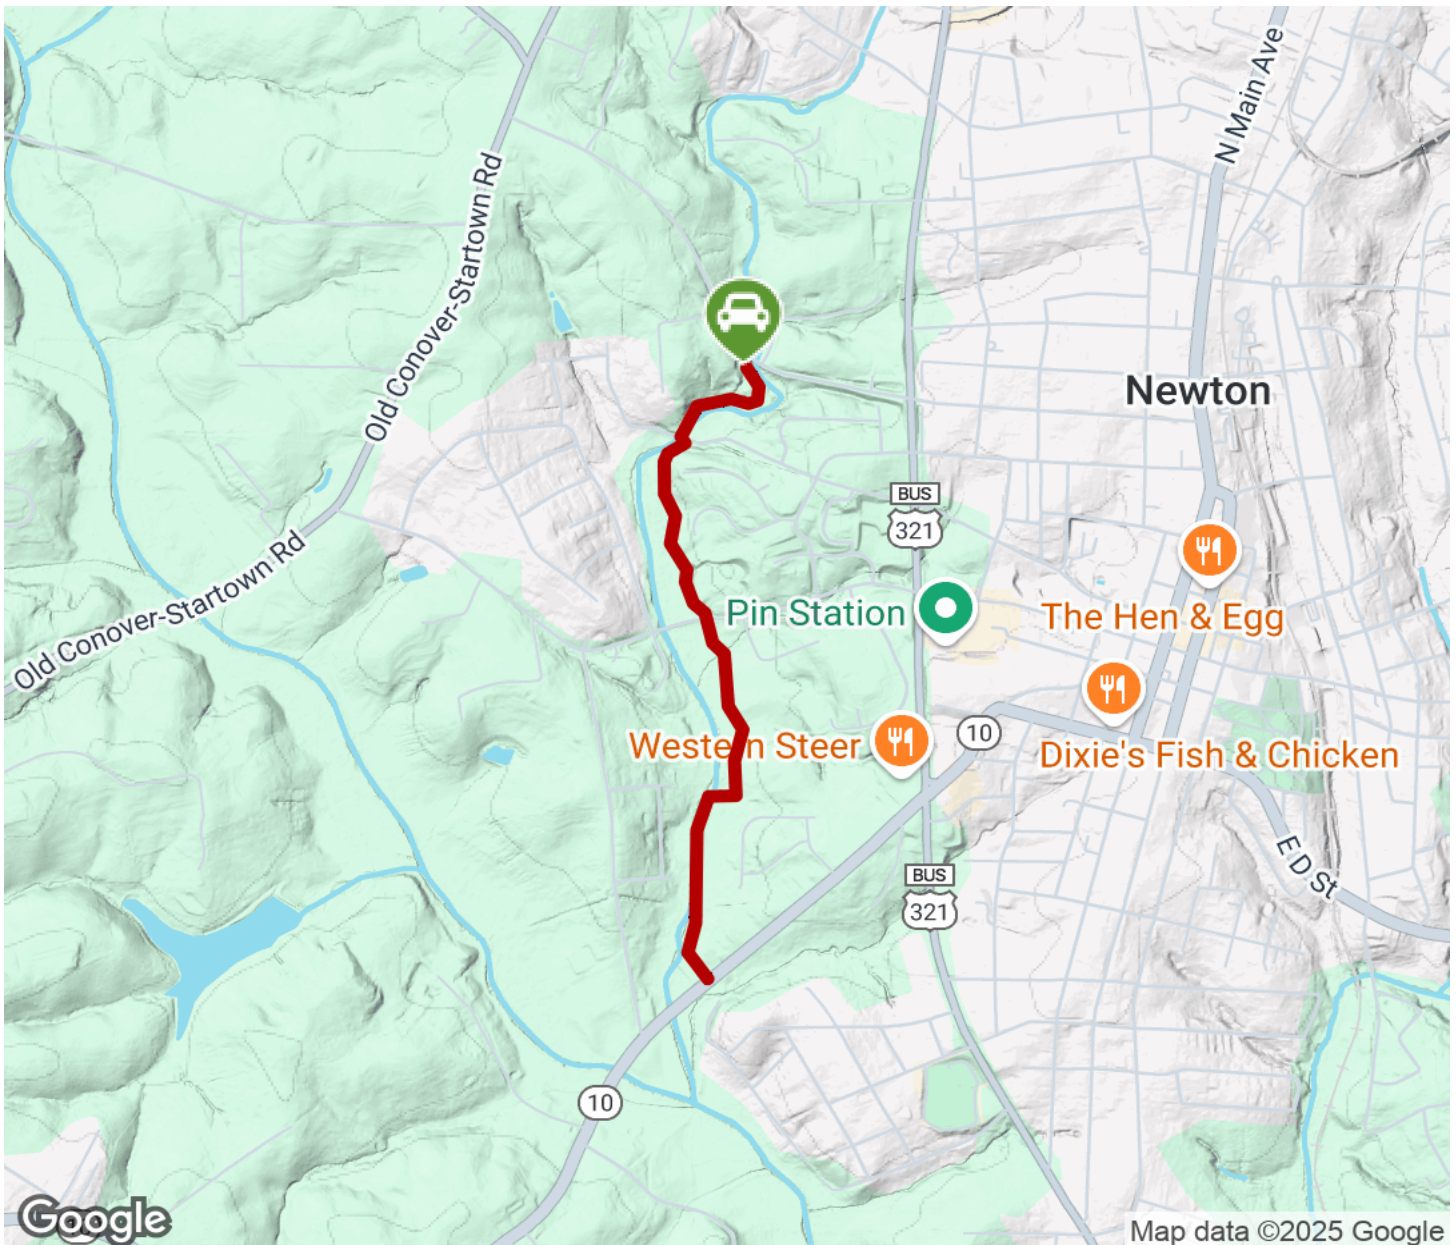 N Main Ave
Old Conover-Startown Rd
Newton
BUS
321
Old Conover-Startown Rd
Pin Station
The Hen & Egg
Western Steer
10
Dixie's Fish & Chicken
E D St
BUS
321
10
Google
Map data ©2025 Google